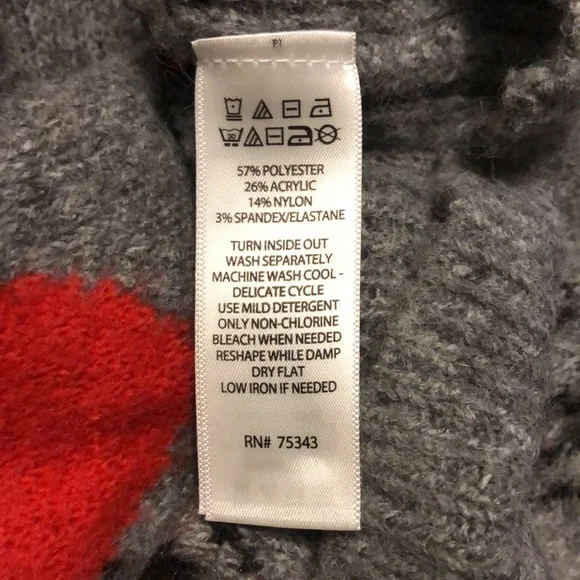 30
57% POLYESTER
26% ACRYLIC
14% NYLON
3% SPANDEX/ELASTANE
TURN INSIDE OUT
WASH SEPARATELY
MACHINE WASH COOL -
DELICATE CYCLE
USE MILD DETERGENT
ONLY NON-CHLORINE
BLEACH WHEN NEEDED
RESHAPE WHILE DAMP
DRY FLAT
LOW IRON IF NEEDED
RN# 75343